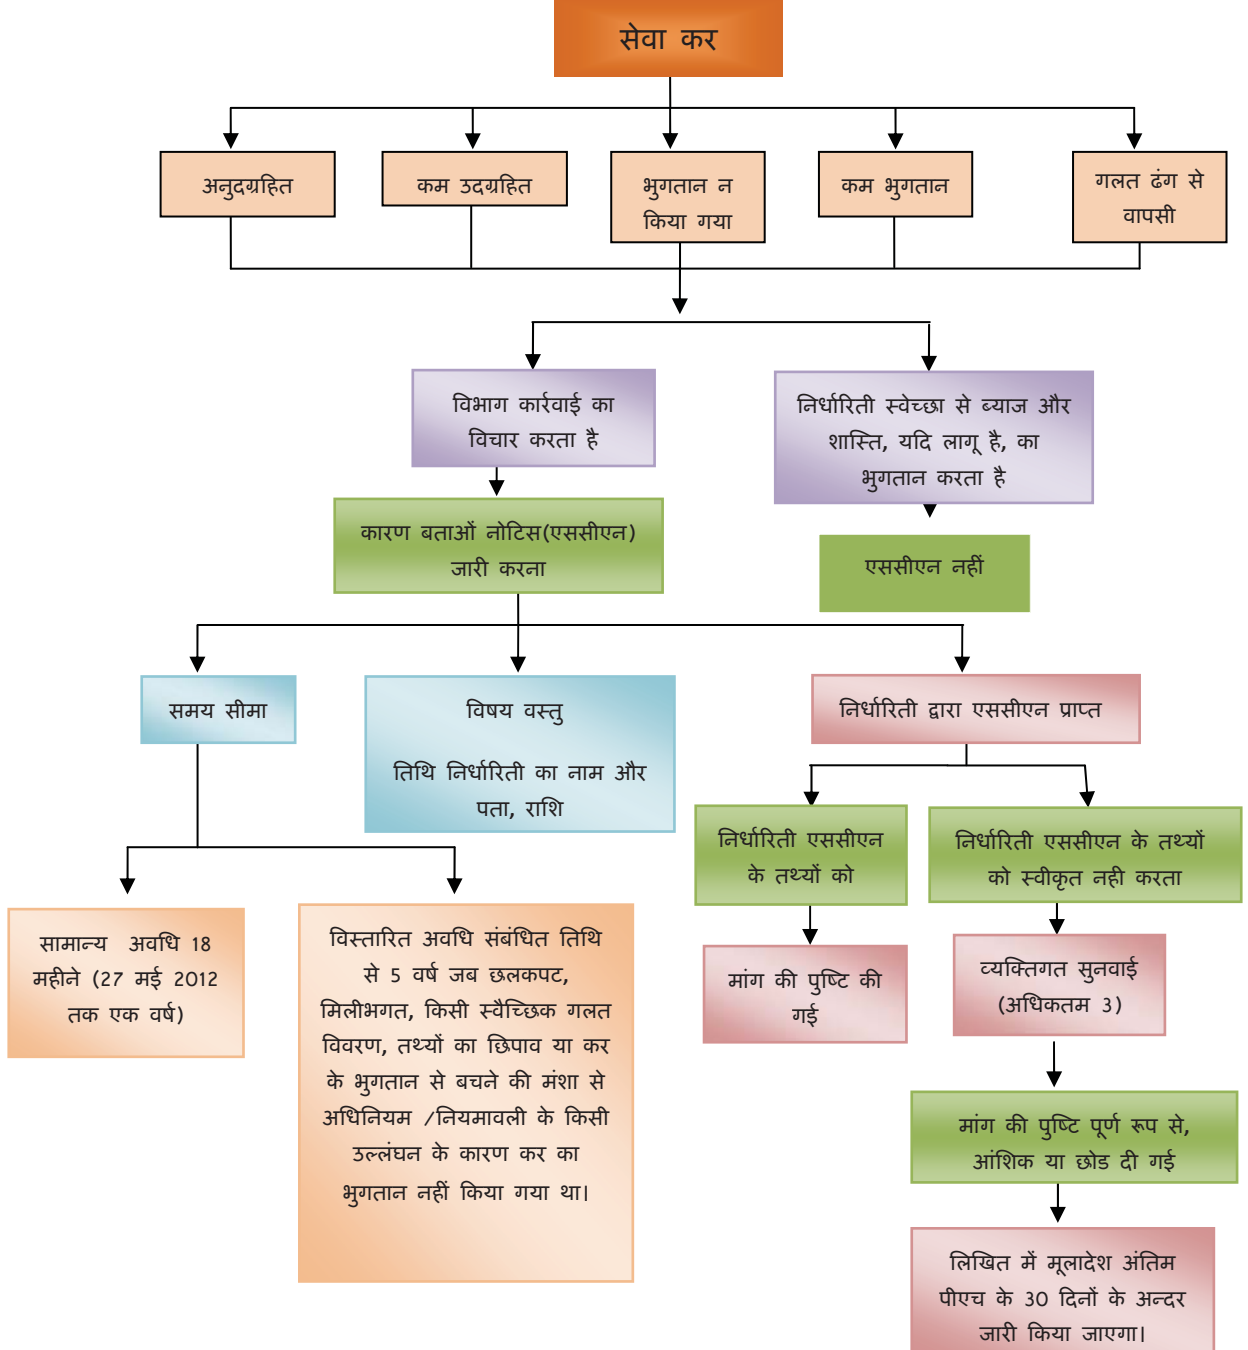 सेवा कर
अनुदग्रहित
कम उदग्रहित
भुगतान न
किया गया
कम भुगतान
गलत ढंग से
वापसी
विभाग कार्रवाई का
विचार करता है
निर्धारिती स्वेच्छा से ब्याज और
शास्ति, यदि लागू है, का
भुगतान करता है
कारण बताओं नोटिस(एससीएन)
जारी करना
एससीएन नहीं
समय सीमा
विषय वस्तु
तिथि निर्धारिती का नाम और
पता, राशि
निर्धारिती द्वारा एससीएन प्राप्त
निर्धारिती एससीएन
के तथ्यों को
निर्धारिती एससीएन के तथ्यों
को स्वीकृत नही करता
सामान्य अवधि 18
महीने (27 मई 2012
तक एक वर्ष)
विस्तारित अवधि संबंधित तिथि
से 5 वर्ष जब छलकपट,
मिलीभगत, किसी स्वैच्छिक गलत
विवरण, तथ्यों का छिपाव या कर
के भुगतान से बचने की मंशा से
अधिनियम /नियमावली के किसी
उल्लंघन के कारण कर का
भुगतान नहीं किया गया था।
मांग की पुष्टि की
गई
व्यक्तिगत सुनवाई
(अधिकतम 3)
मांग की पुष्टि पूर्ण रूप से,
आंशिक या छोड दी गई
लिखित में मूलादेश अंतिम
पीएच के 30 दिनों के अन्दर
जारी किया जाएगा।